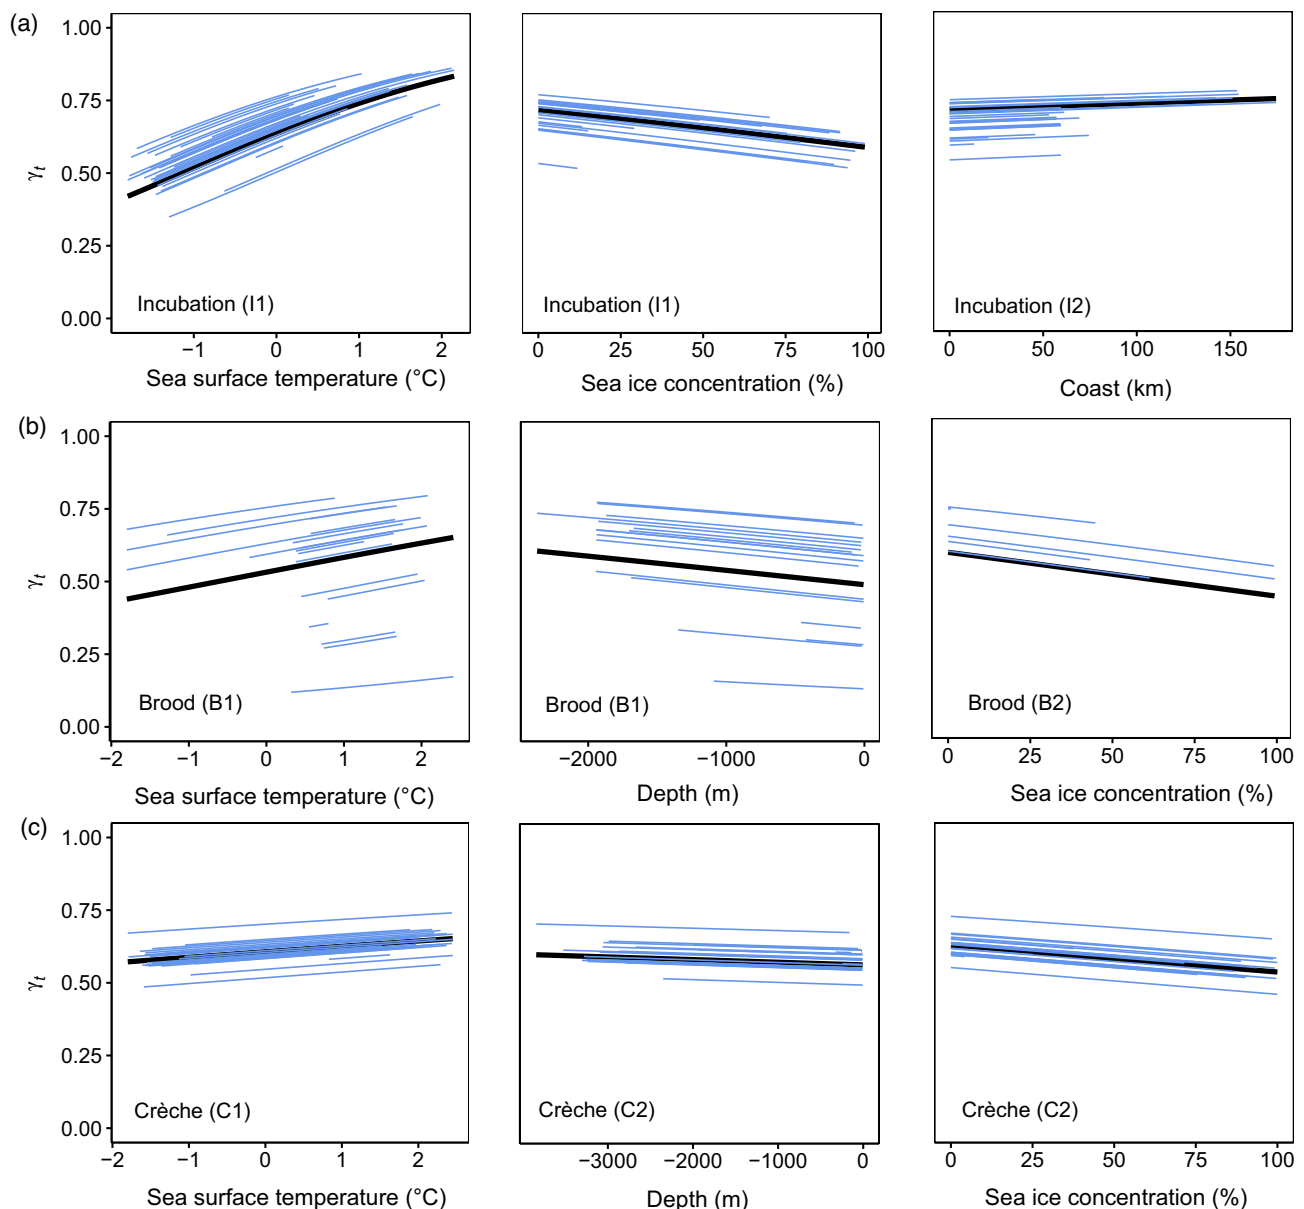 (a)
1.00
0.75
0.50
0.25
0.00
γt
Incubation (I1)
−1 0 1 2
Sea surface temperature (°C)
Incubation (I1)
0 25 50 75 100
Sea ice concentration (%)
Incubation (I2)
0 50 100 150
Coast (km)
(b)
1.00
0.75
0.50
0.25
0.00
γt
Brood (B1)
−2 −1 0 1 2
Sea surface temperature (°C)
Brood (B1)
−2000 −1000 0
Depth (m)
Brood (B2)
0 25 50 75 100
Sea ice concentration (%)
(c)
1.00
0.75
0.50
0.25
0.00
γt
Crèche (C1)
−2 −1 0 1 2
Sea surface temperature (°C)
Crèche (C2)
−3000 −2000 −1000 0
Depth (m)
Crèche (C2)
0 25 50 75 100
Sea ice concentration (%)